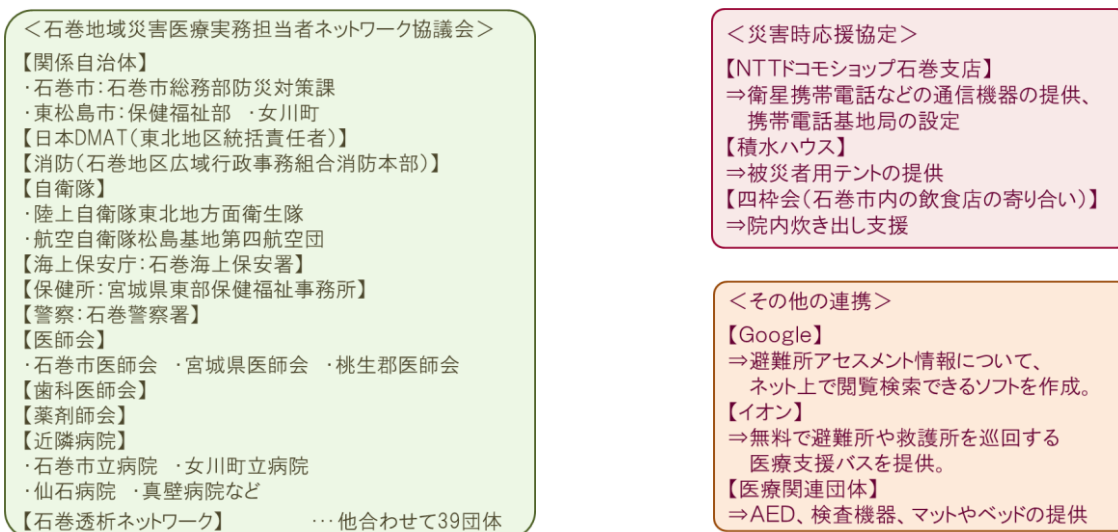 ＜石巻地域災害医療実務担当者ネットワーク協議会＞
【関係自治体】
・石巻市：石巻市総務部防災対策課
・東松島市：保健福祉部　・女川町
【日本DMAT（東北地区統括責任者）】
【消防（石巻地区広域行政事務組合消防本部）】
【自衛隊】
・陸上自衛隊東北地方面衛生隊
・航空自衛隊松島基地第四航空団
【海上保安庁：石巻海上保安署】
【保健所：宮城県東部保健福祉事務所】
【警察：石巻警察署】
【医師会】
・石巻市医師会　・宮城県医師会　・桃生郡医師会
【歯科医師会】
【薬剤師会】
【近隣病院】
・石巻市立病院　・女川町立病院
・仙石病院　・真壁病院など
【石巻透析ネットワーク】　…他合わせて39団体
＜災害時応援協定＞
【NTTドコモショップ石巻支店】
⇒衛星携帯電話などの通信機器の提供、
携帯電話基地局の設定
【積水ハウス】
⇒被災者用テントの提供
【四枠会（石巻市内の飲食店の寄り合い）】
⇒院内炊き出し支援
＜その他の連携＞
【Google】
⇒避難所アセスメント情報について、
ネット上で閲覧検索できるソフトを作成。
【イオン】
⇒無料で避難所や救護所を巡回する
医療支援バスを提供。
【医療関連団体】
⇒AED、検査機器、マットやベッドの提供